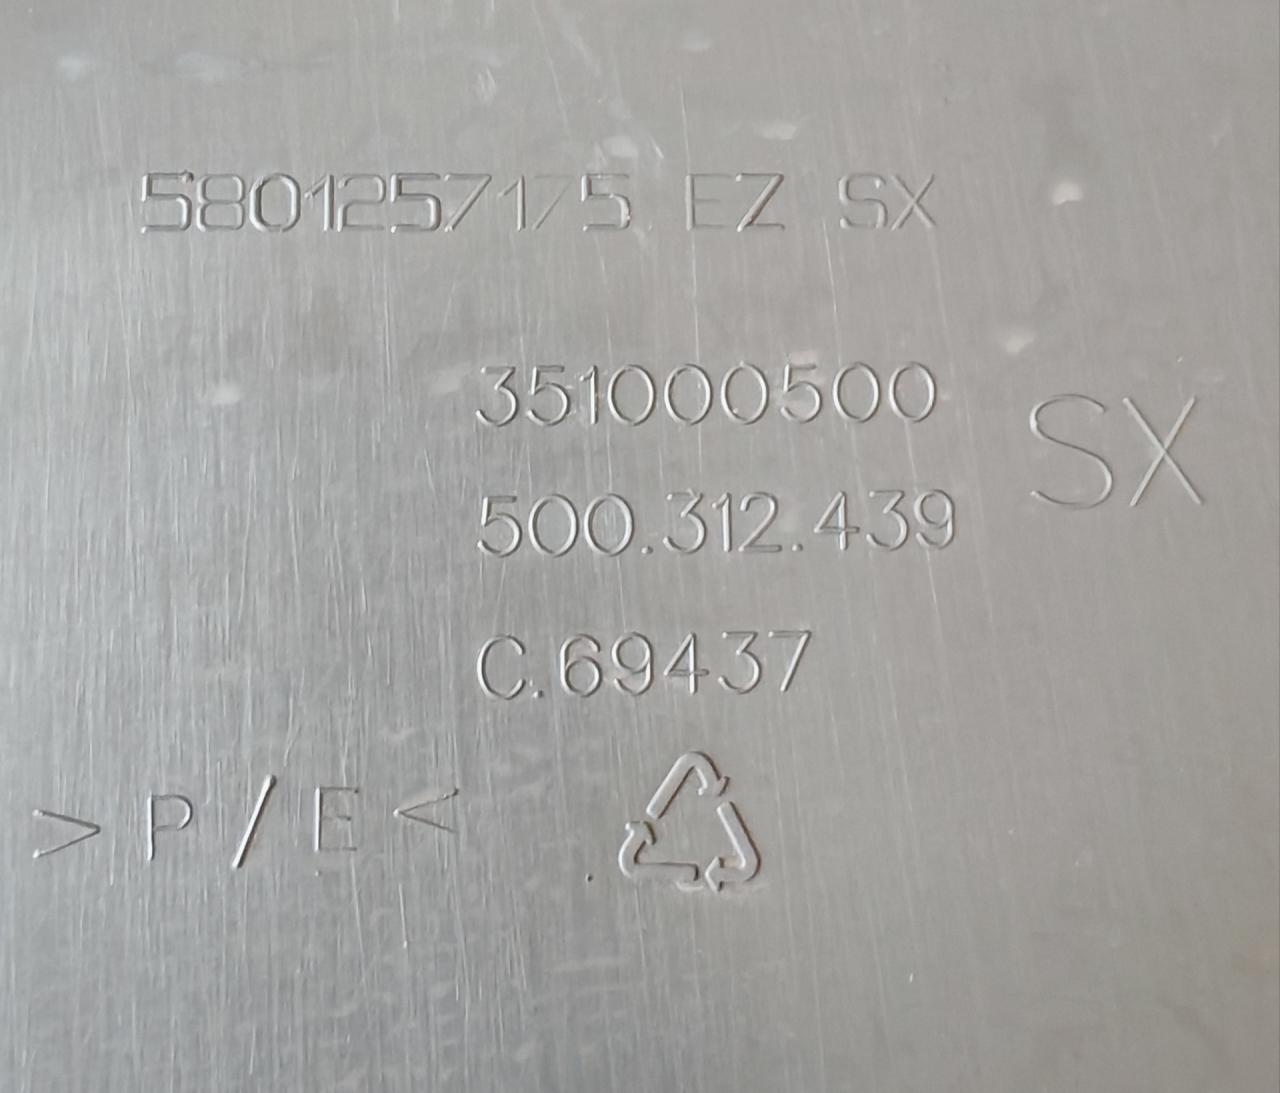 5801257175 EZ SX
351000500
SX
500.312.439
C.69437
> P / E <